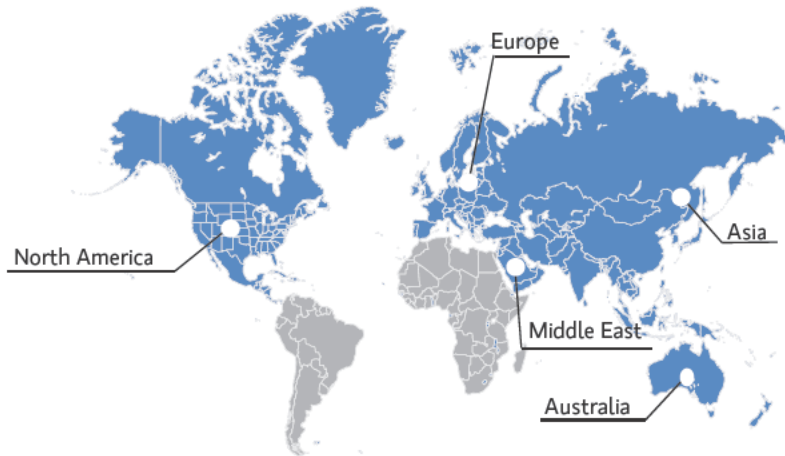 Europe
Asia
North America
Middle East
Australia